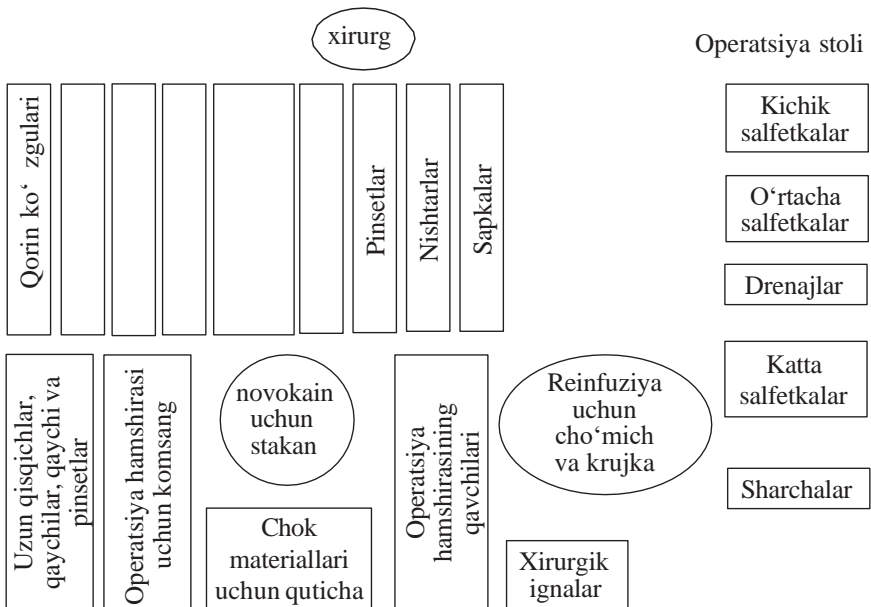 xirurg
Operatsiya stoli
Qorin ko‘ zgulari
Pinsetlar
Nishtarlar
Sapkalar
Kichik
salfetkalar
O‘rtacha
salfetkalar
Drenajlar
Katta
salfetkalar
Sharchalar
Uzun qisqichlar,
qaychilar, qaychi va
pinsetlar
Operatsiya hamshirasi
uchun komsang
novokain
uchun
stakan
Chok
materiallari
uchun quticha
Operatsiya
hamshirasining
qavchilari
Reinfuziya
uchun
cho‘mich
va krujka
Xirurgik
ignalar